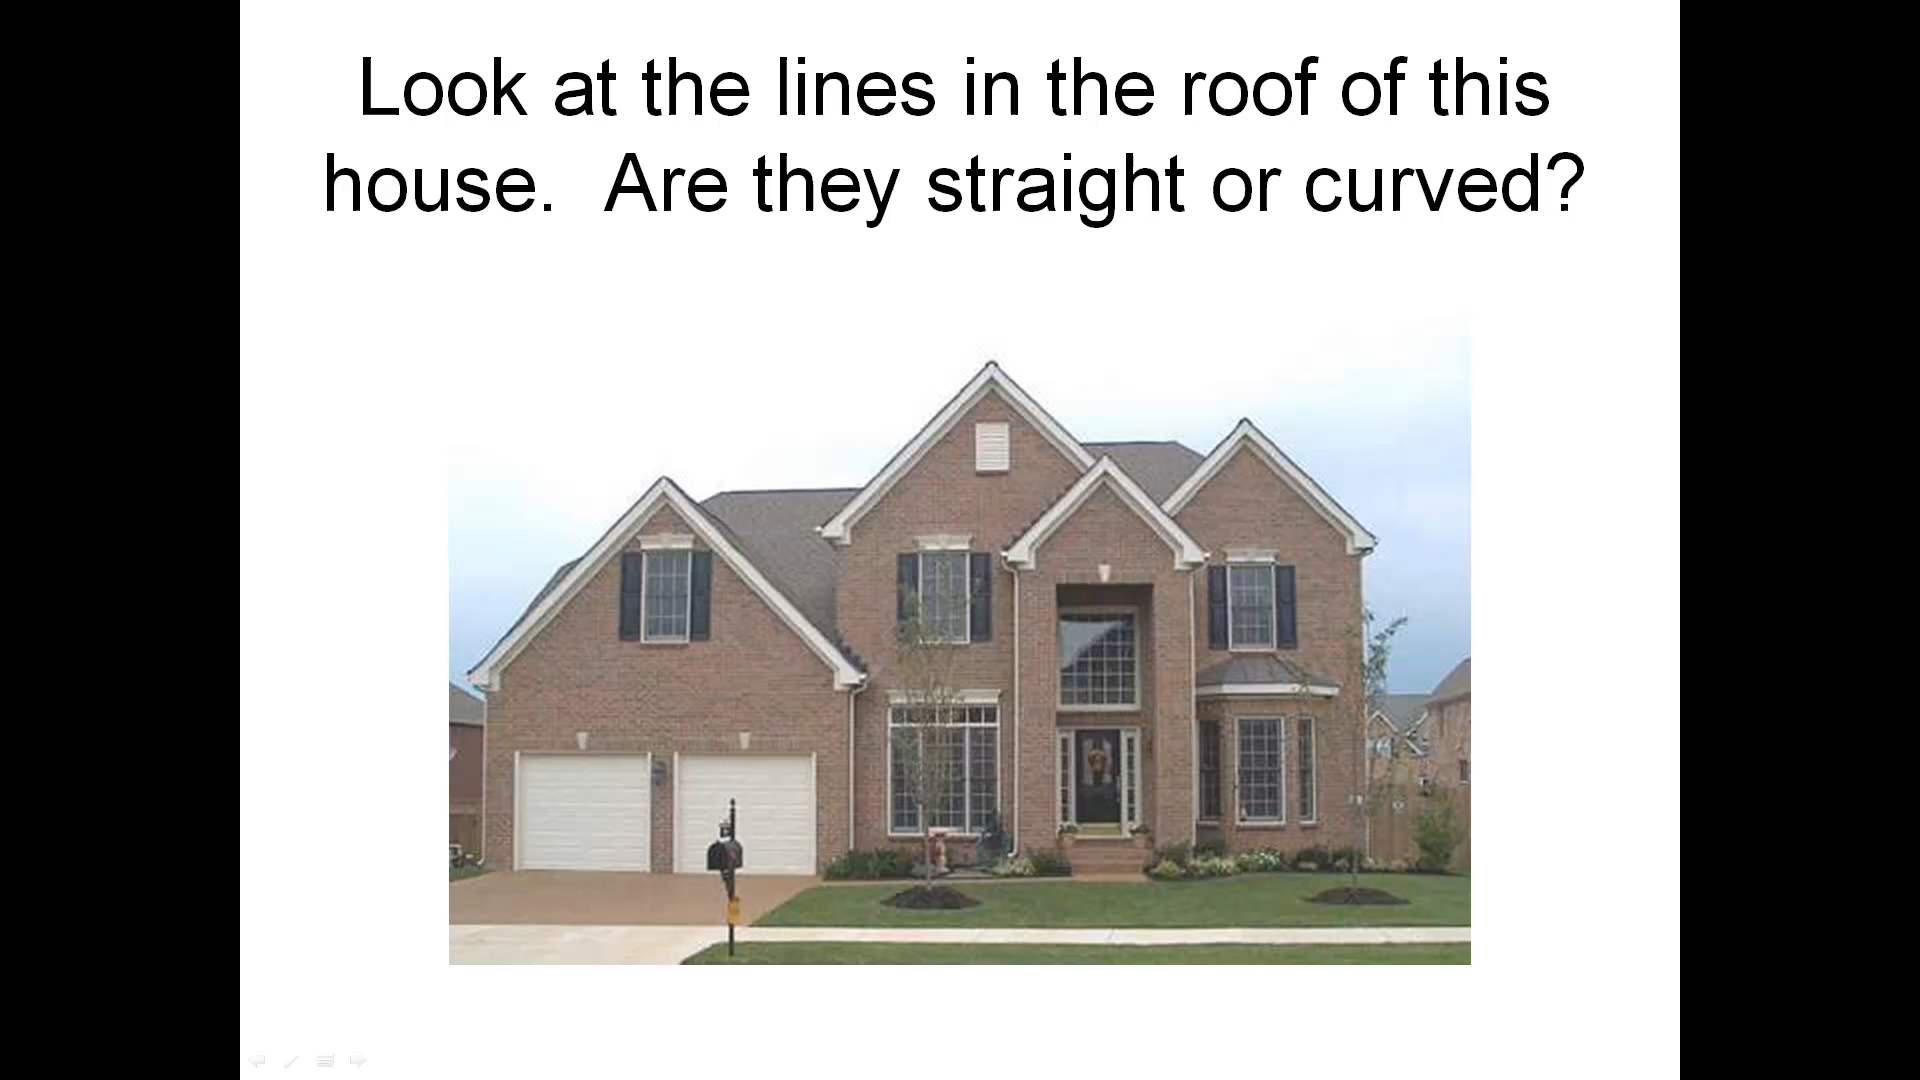 Look at the lines in the roof of this
house.  Are they straight or curved?